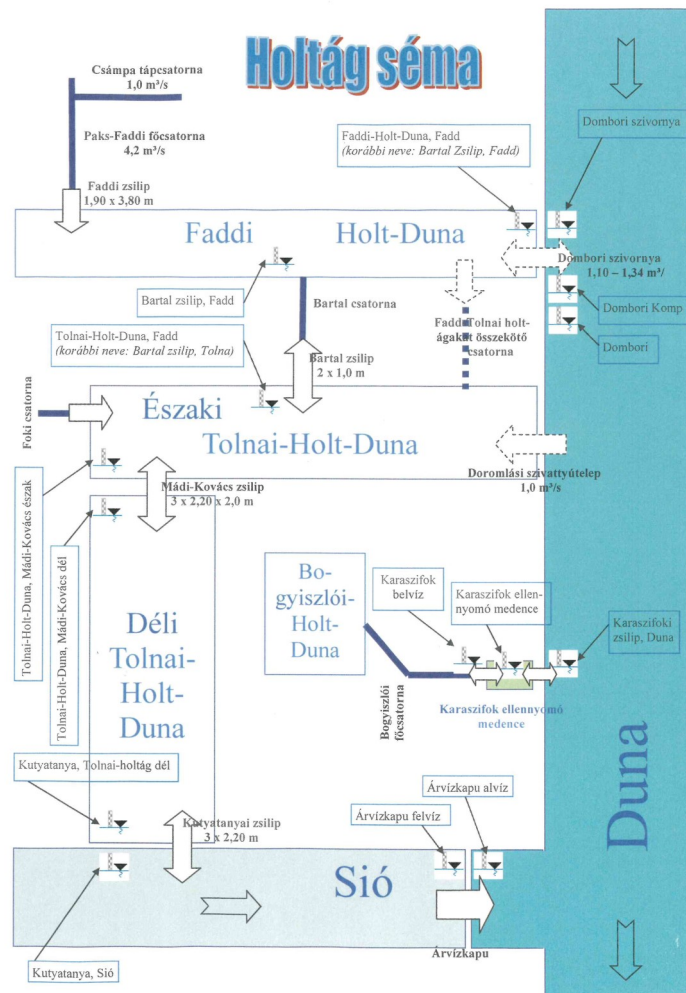 Holtág séma
Csámpa tápcsatorna
1,0 m³/s
Paks-Faddi főcsatorna
4,2 m³/s
Faddi zsilip
1,90 x 3,80 m
Faddi-Holt-Duna, Fadd
(korábbi neve: Bartal Zsilip, Fadd)
Dombori szivornya
Faddi Holt-Duna
Dombori szivornya
1,10 – 1,34 m³/
Bartal zsilip, Fadd
Bartal csatorna
Dombori Komp
Dombori
Tolnai-Holt-Duna, Fadd
(korábbi neve: Bartal zsilip, Tolna)
Bartal zsilip
2 x 1,0 m
Faddi Tolnai holt-
ágakat összekötő
csatorna
Foki csatorna
Északi
Tolnai-Holt-Duna
Doromlási szivattyútelep
1,0 m³/s
Mádi-Kovács zsilip
3 x 2,20 x 2,0 m
Tolnai-Holt-Duna, Mádi-Kovács észak
Tolnai-Holt-Duna, Mádi-Kovács dél
Déli
Tolnai-
Holt-
Duna
Bo-
gyiszlói-
Holt-
Duna
Karaszifok
belvíz
Karaszifok ellen-
nyomó medence
Karaszifoki
zsilip, Duna
Bogyiszlói
főcsatorna
Karaszifok ellennyomó
medence
Duna
Kutyatanya, Tolnai-holtág dél
Kutyatanyai zsilip
3 x 2,20 m
Árvízkapu felvíz
Árvízkapu alvíz
Sió
Árvízkapu
Kutyatanya, Sió